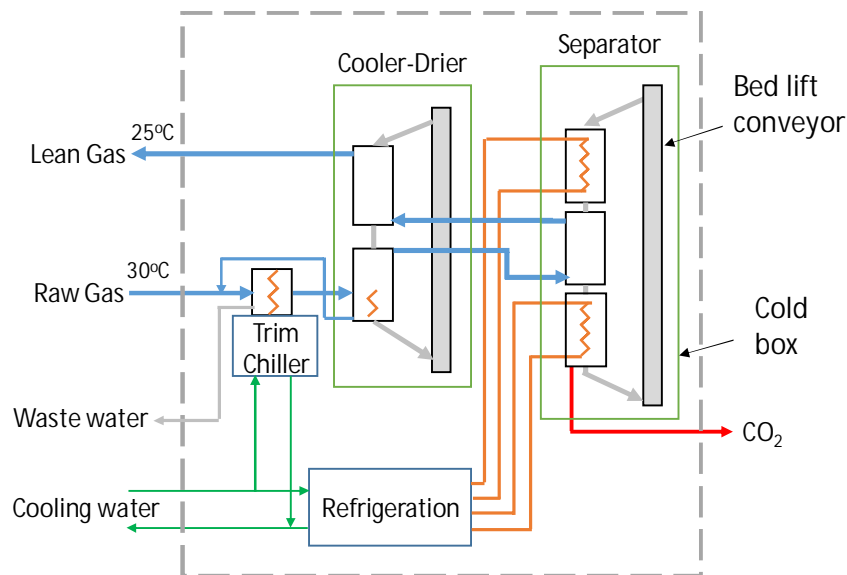 Separator
Cooler-Drier
Bed lift
conveyor
25ºC
Lean Gas
30ºC
Raw Gas
Trim
Chiller
Cold
box
Waste water
CO2
Cooling water
Refrigeration